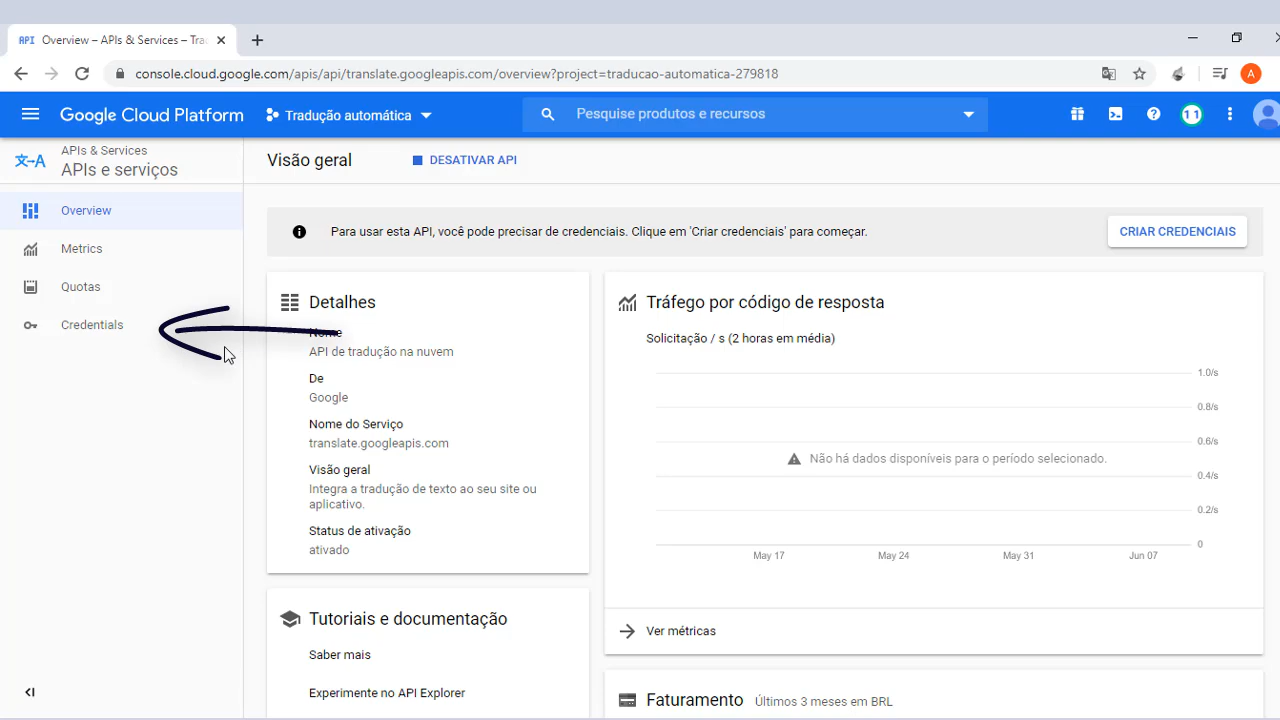 API Overview – APIs & Services – Tra
console.cloud.google.com/apis/api/translate.googleapis.com/overview?project=traducao-automatica-279818
A
Google Cloud Platform
Tradução automática
Pesquise produtos e recursos
11
APIs & Services
APIs e serviços
Visão geral
DESATIVAR API
Overview
Metrics
Quotas
Credentials
Para usar esta API, você pode precisar de credenciais. Clique em 'Criar credenciais' para começar.
CRIAR CREDENCIAIS
Detalhes
Nome
API de tradução na nuvem
De
Google
Nome do Serviço
translate.googleapis.com
Visão geral
Integra a tradução de texto ao seu site ou
aplicativo.
Status de ativação
ativado
Tutoriais e documentação
Saber mais
Experimente no API Explorer
Tráfego por código de resposta
Solicitação / s (2 horas em média)
1.0/s
0.8/s
0.6/s
Não há dados disponíveis para o período selecionado.
0.4/s
0.2/s
0
May 17 May 24 May 31 Jun 07
Ver métricas
Faturamento Últimos 3 meses em BRL